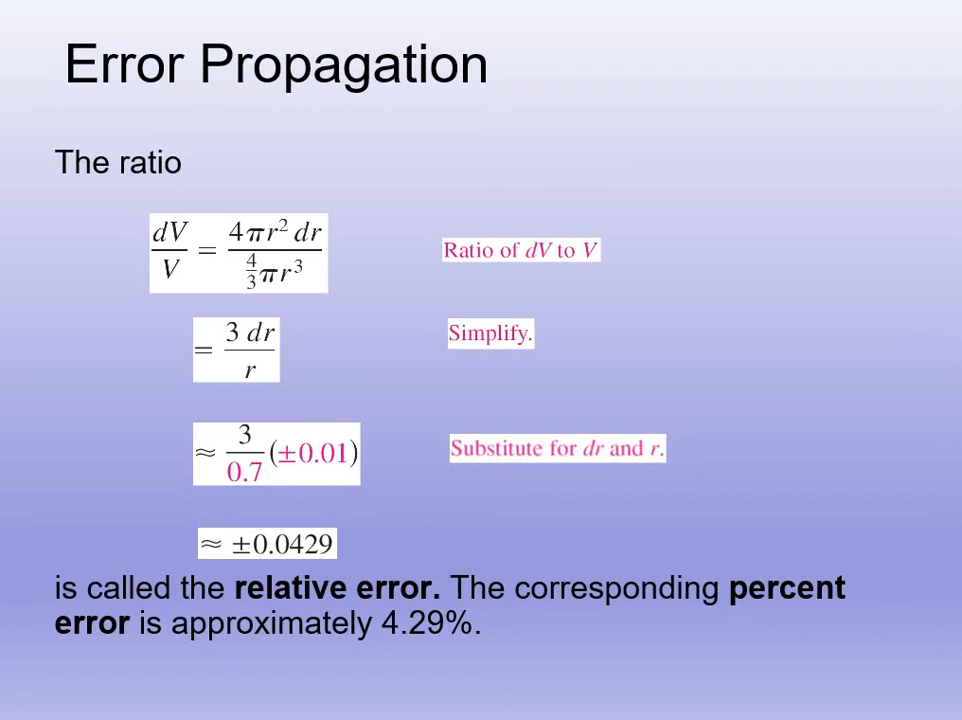 Error Propagation
The ratio
dV/V = 4πr² dr / (4/3)πr³ Ratio of dV to V
= 3 dr / r Simplify.
≈ 3/0.7 (±0.01) Substitute for dr and r.
≈ ±0.0429
is called the relative error. The corresponding percent
error is approximately 4.29%.